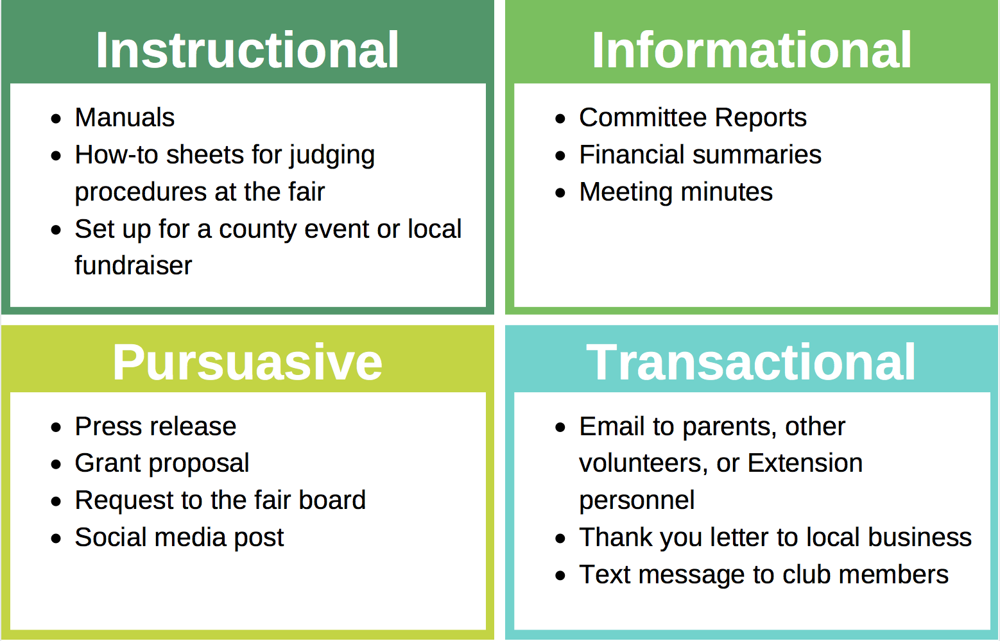 Instructional
• Manuals
• How-to sheets for judging
procedures at the fair
• Set up for a county event or local
fundraiser
Informational
• Committee Reports
• Financial summaries
• Meeting minutes
Pursuasive
• Press release
• Grant proposal
• Request to the fair board
• Social media post
Transactional
• Email to parents, other
volunteers, or Extension
personnel
• Thank you letter to local business
• Text message to club members